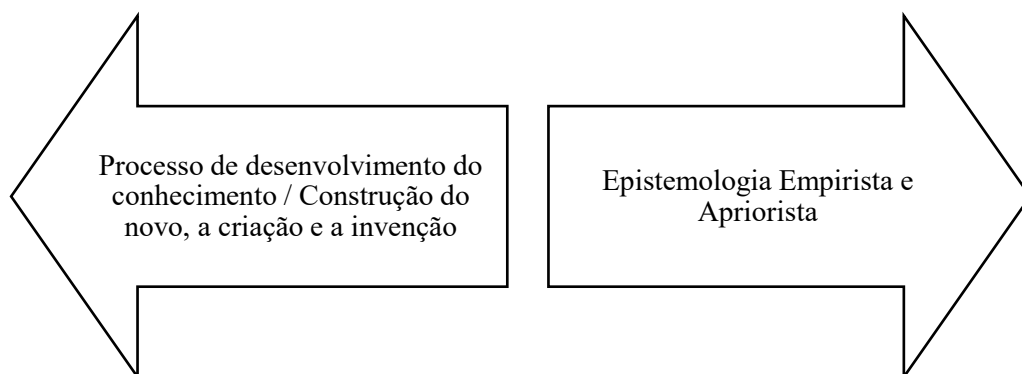 Processo de desenvolvimento do
conhecimento / Construção do
novo, a criação e a invenção
Epistemologia Empirista e
Apriorista